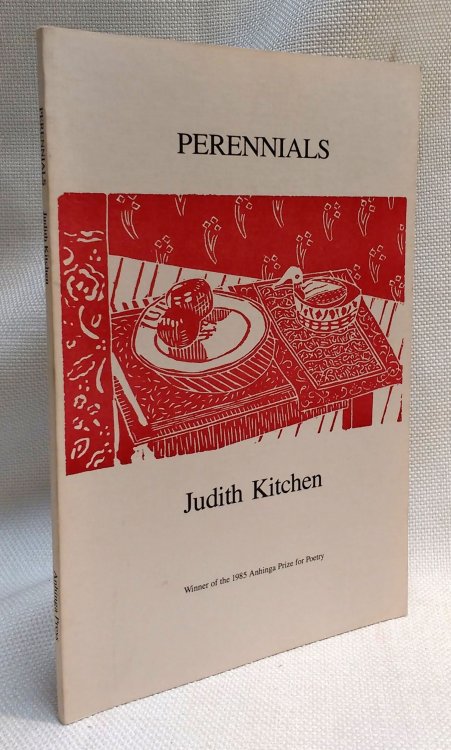 PERENNIALS
Judith Kitchen
Winner of the 1985 Anhinga Prize for Poetry
PERENNIALS Judith Kitchen Anhinga Press